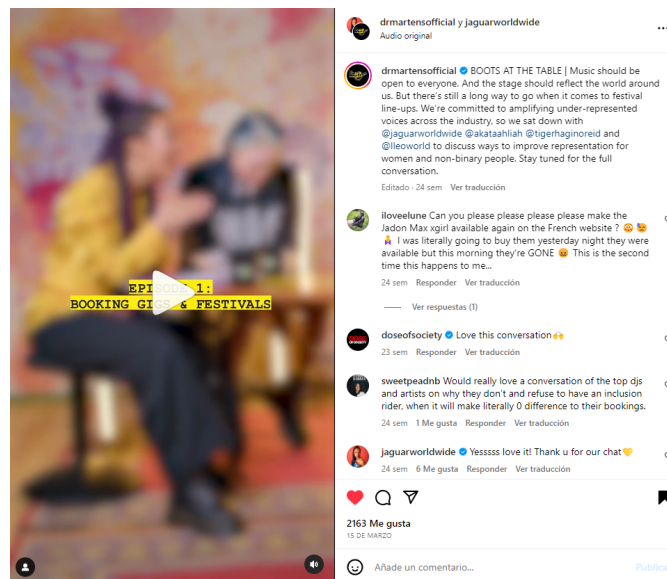 EPISODE 1:
BOOKING GIGS & FESTIVALS
drmartensofficial y jaguarworldwide
Audio original
drmartensofficial BOOTS AT THE TABLE | Music should be
open to everyone. And the stage should reflect the world around
us. But there's still a long way to go when it comes to festival
line-ups. We're committed to amplifying under-represented
voices across the industry, so we sat down with
@jaguarworldwide @akataahliah @tigerhaginoreid and
@lleoworld to discuss ways to improve representation for
women and non-binary people. Stay tuned for the full
conversation.
Editado · 24 sem Ver traducción
iloveelune Can you please please please please make the
Jadon Max xgirl available again on the French website ? 😳 😓
🧘‍♀️ I was literally going to buy them yesterday night they were
available but this morning they're GONE 😡 This is the second
time this happens to me...
24 sem Responder Ver traducción
Ver respuestas (1)
doseofsociety Love this conversation🙌
23 sem Responder Ver traducción
sweetpeadnb Would really love a conversation of the top djs
and artists on why they don't and refuse to have an inclusion
rider, when it will make literally 0 difference to their bookings.
24 sem 1 Me gusta Responder Ver traducción
jaguarworldwide Yesssss love it! Thank u for our chat💛
24 sem 6 Me gusta Responder Ver traducción
2163 Me gusta
15 DE MARZO
Añade un comentario...
Publica